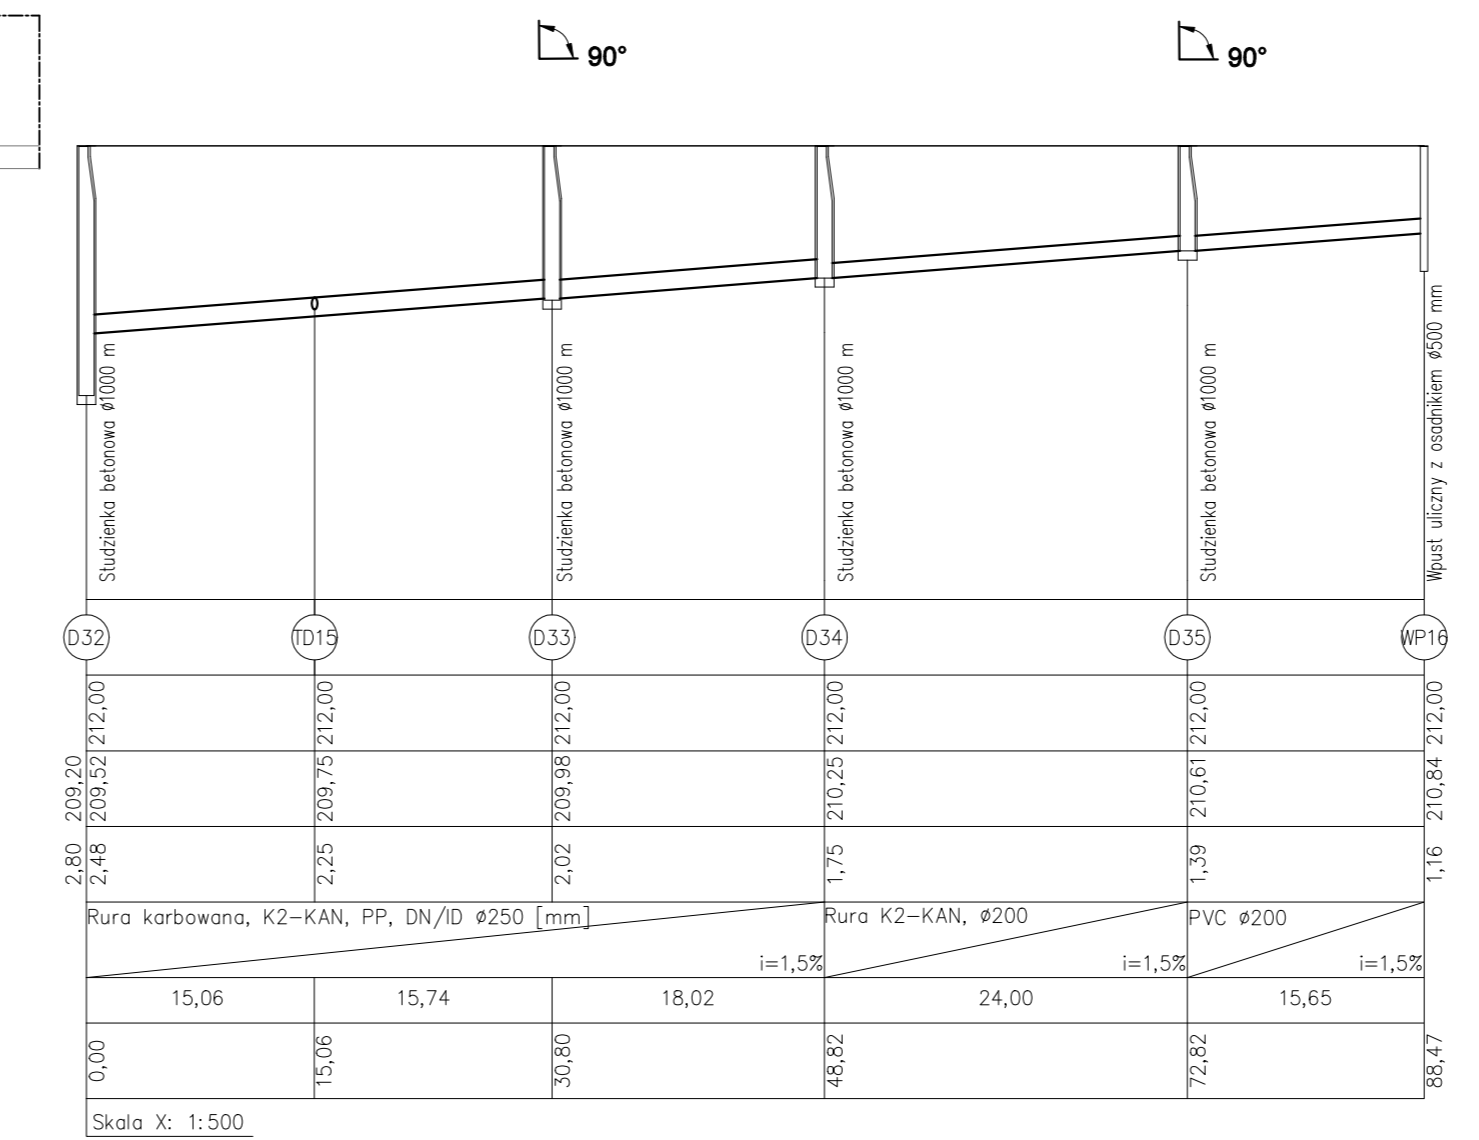 90°
90°
Studzienka betonowa ø1000 m
Studzienka betonowa ø1000 m
Studzienka betonowa ø1000 m
Studzienka betonowa ø1000 m
Wpust uliczny z osadnikiem ø500 mm
D32 TD15 D33 D34 D35 WP16
212,00 212,00 212,00 212,00 212,00 212,00
209,20 209,52 209,75 209,98 210,25 210,61 210,84
2,80 2,48 2,25 2,02 1,75 1,39 1,16
Rura karbowana, K2-KAN, PP, DN/ID ø250 [mm] Rura K2-KAN, ø200 PVC ø200
i=1,5% i=1,5% i=1,5%
15,06 15,74 18,02 24,00 15,65
0,00 15,06 30,80 48,82 72,82 88,47
Skala X: 1:500